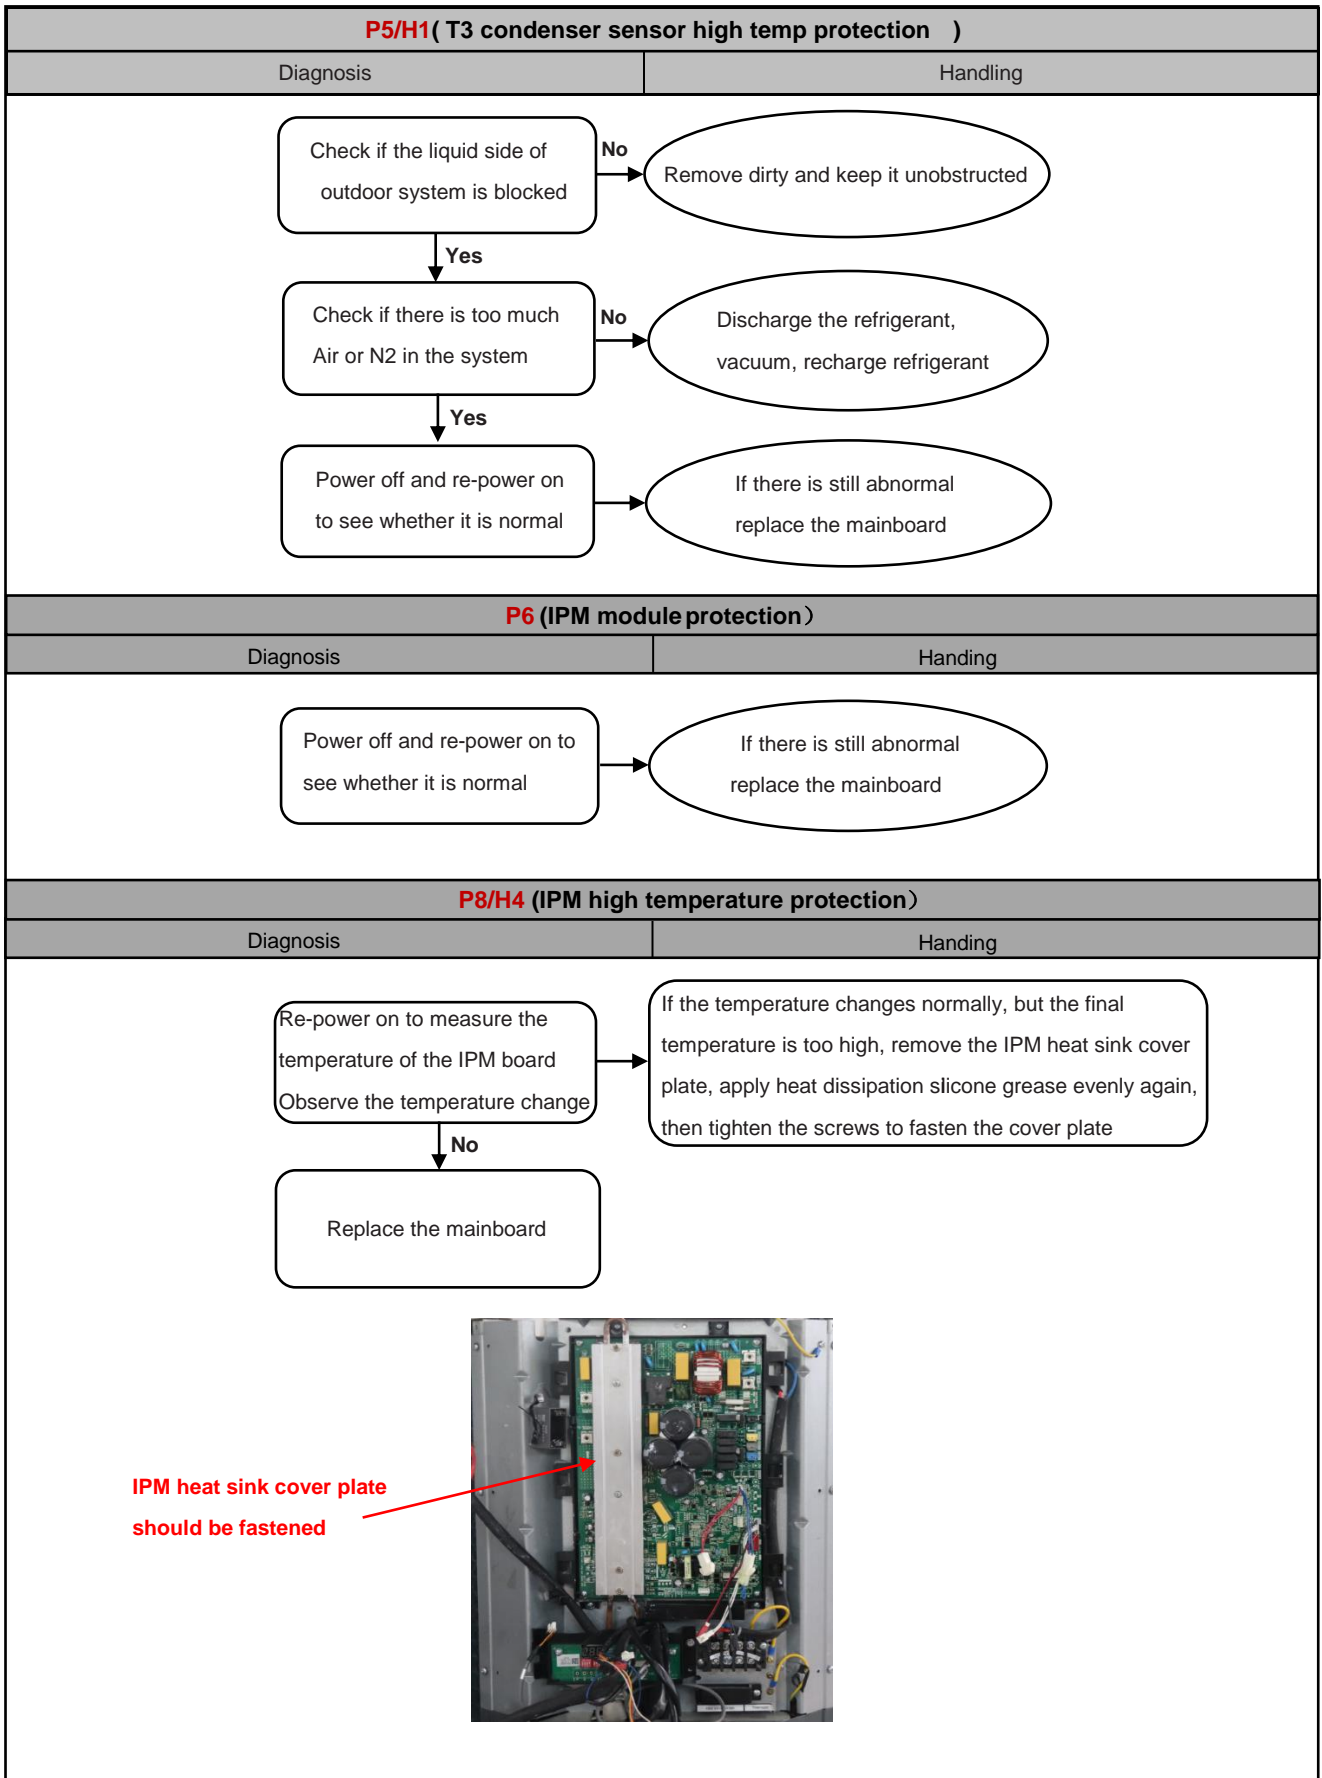 P5/H1( T3 condenser sensor high temp protection )
Diagnosis
Handling
Check if the liquid side of
outdoor system is blocked
No
Remove dirty and keep it unobstructed
Yes
Check if there is too much
Air or N2 in the system
No
Discharge the refrigerant,
vacuum, recharge refrigerant
Yes
Power off and re-power on
to see whether it is normal
If there is still abnormal
replace the mainboard
P6 (IPM module protection）
Diagnosis
Handing
Power off and re-power on to
see whether it is normal
If there is still abnormal
replace the mainboard
P8/H4 (IPM high temperature protection）
Diagnosis
Handing
Re-power on to measure the
temperature of the IPM board
Observe the temperature change
If the temperature changes normally, but the final
temperature is too high, remove the IPM heat sink cover
plate, apply heat dissipation slicone grease evenly again,
then tighten the screws to fasten the cover plate
No
Replace the mainboard
IPM heat sink cover plate
should be fastened